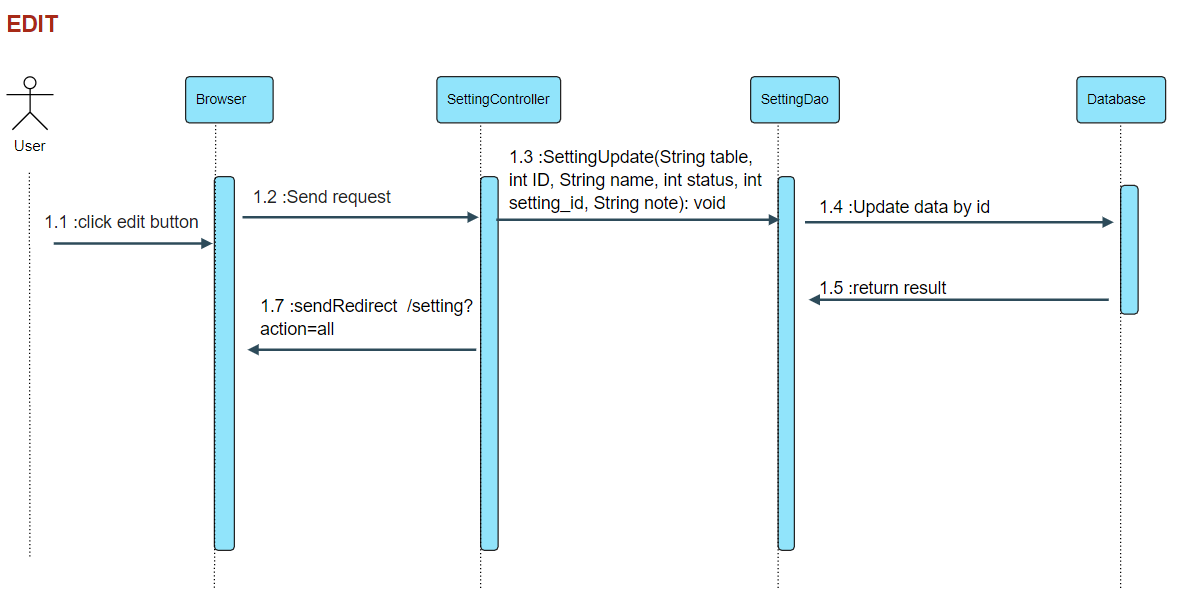 EDIT
User
Browser
SettingController
SettingDao
Database
1.1 :click edit button
1.2 :Send request
1.3 :SettingUpdate(String table,
int ID, String name, int status, int
setting_id, String note): void
1.4 :Update data by id
1.5 :return result
1.7 :sendRedirect /setting?
action=all